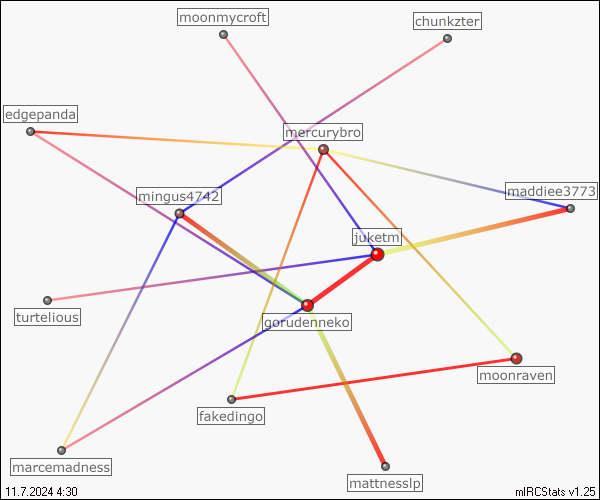 moonmycroft
chunkzter
edgepanda
mercurybro
mingus4742
maddiee3773
juketm
turtelious
gorudenneko
moonraven
fakedingo
marcemadness
mattnesslp
11.7.2024 4:30
mIRCStats v1.25